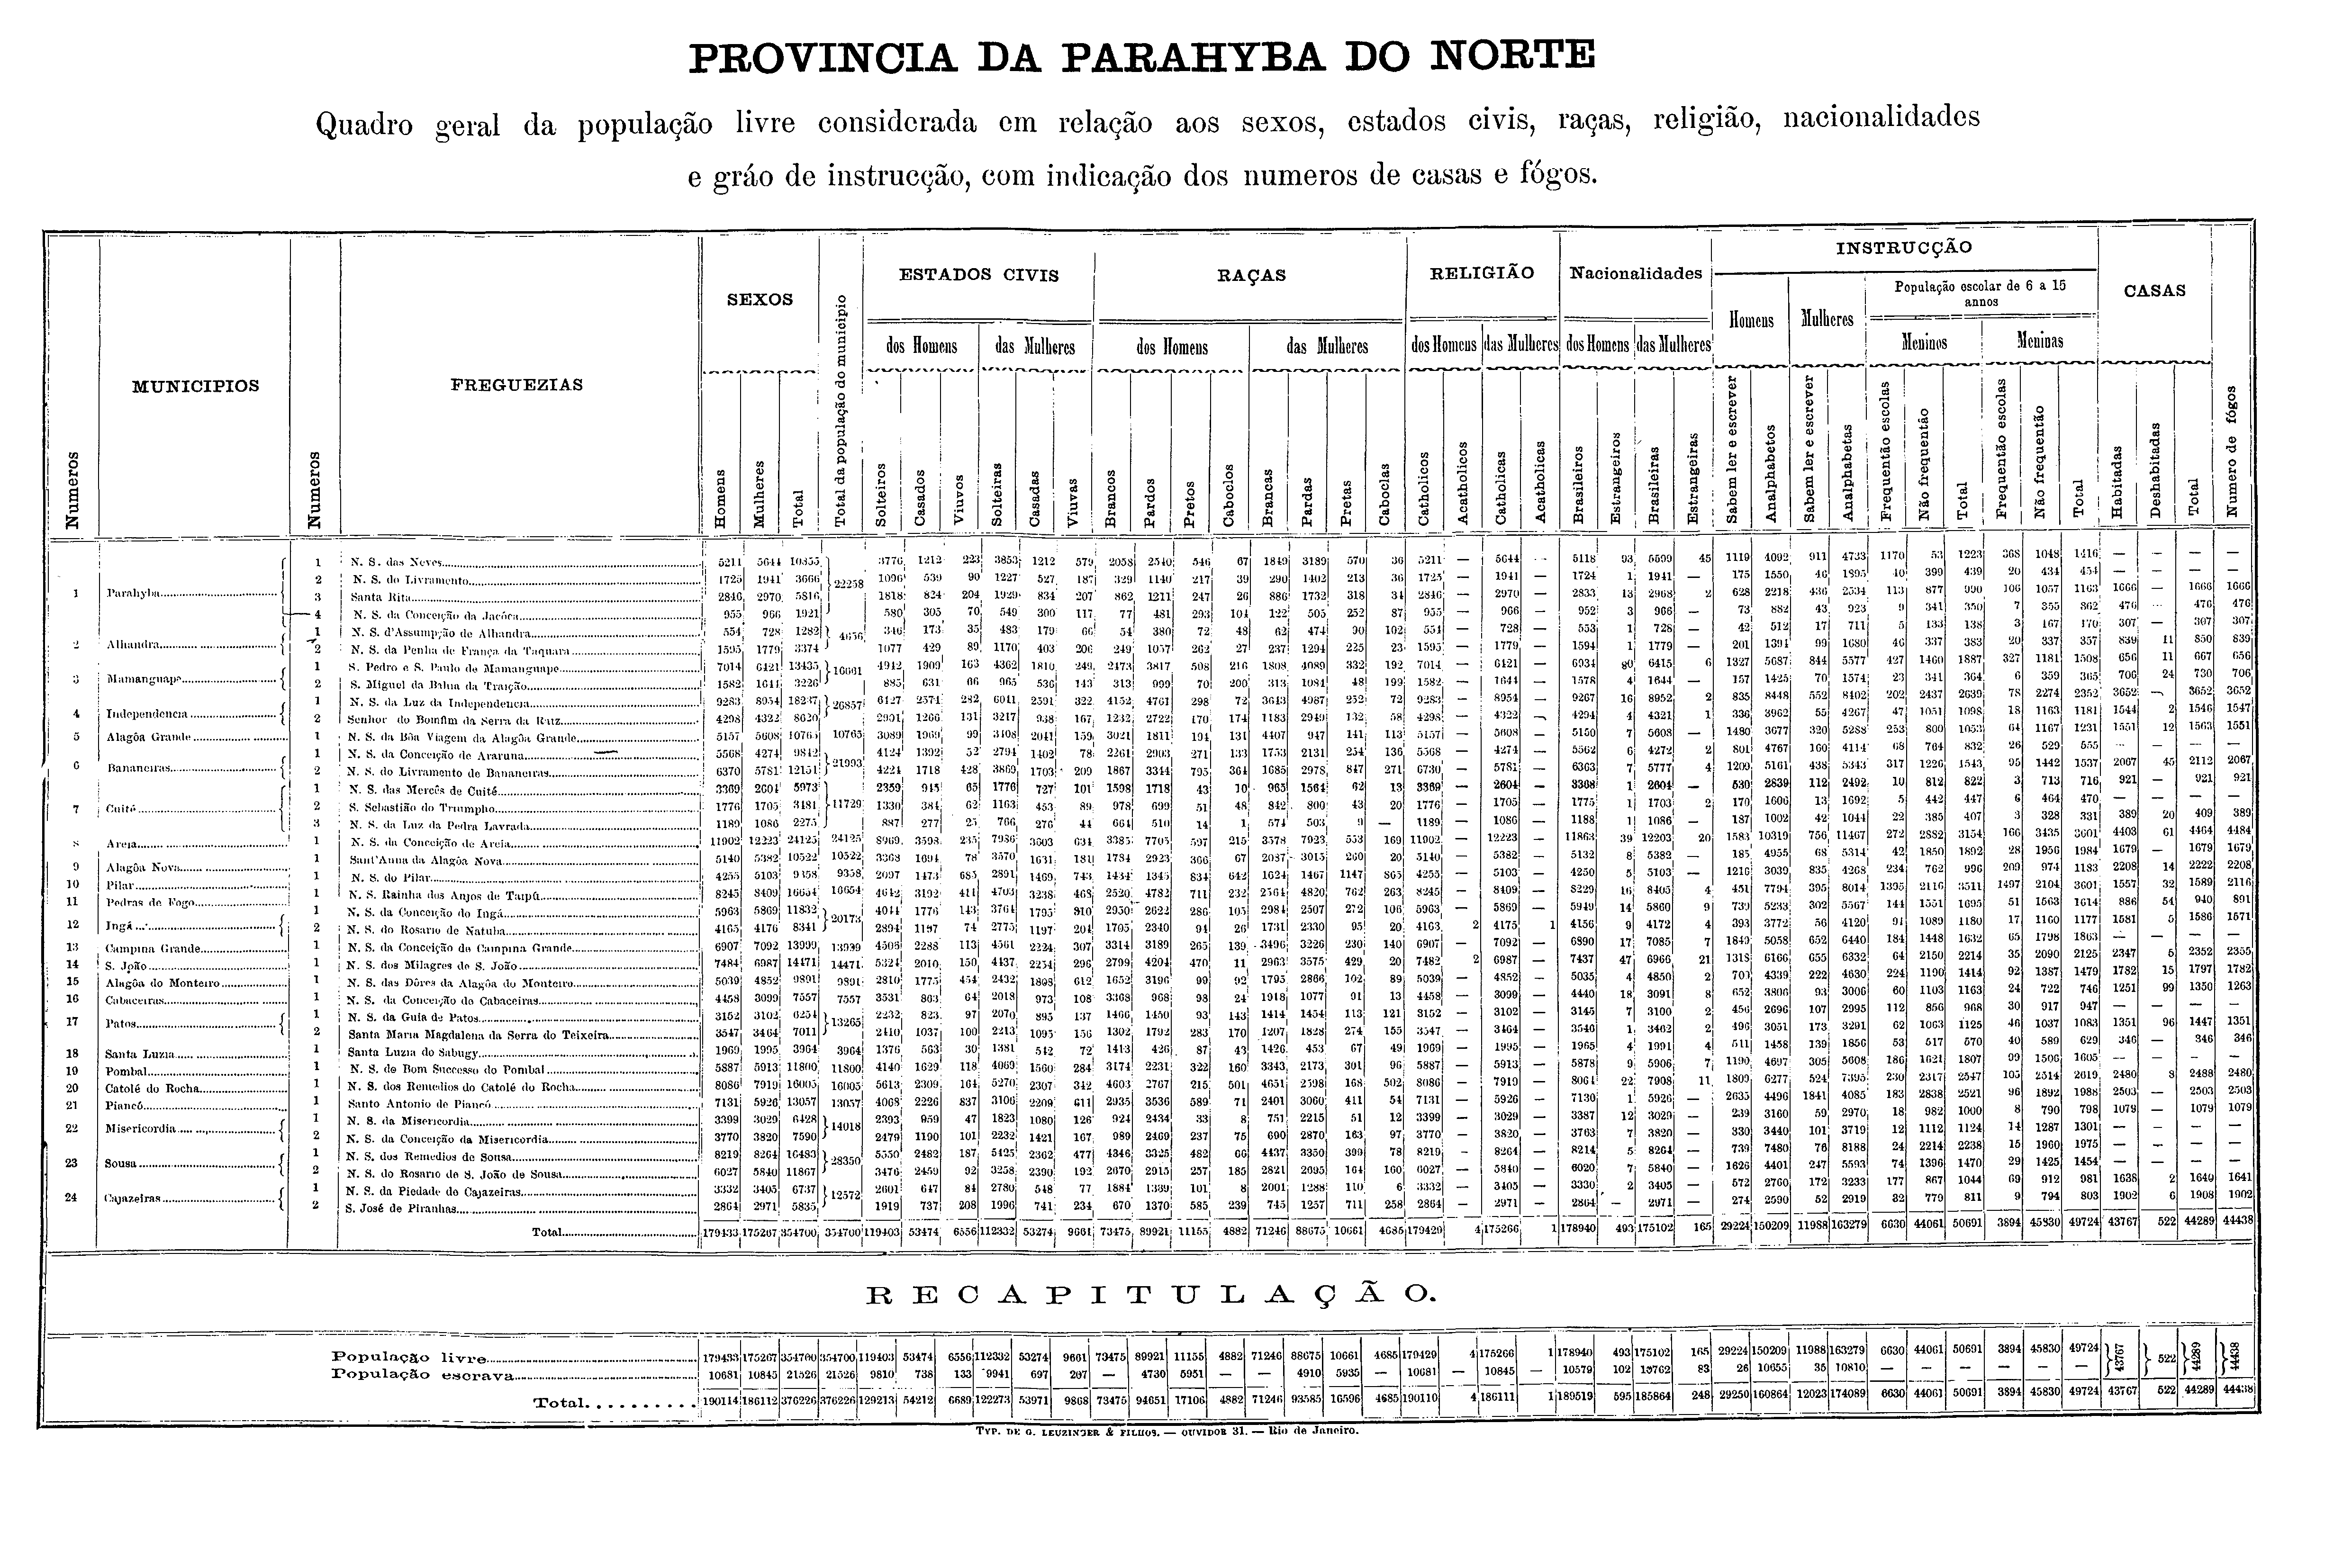 PROVINCIA DA PARAHYBA DO NORTE
Quadro geral da população livre considerada em relação aos sexos, estados civis, raças, religião, nacionalidades
e gráo de instrucção, com indicação dos numeros de casas e fógos.
Numeros
MUNICIPIOS
Numeros
FREGUEZIAS
SEXOS
Homens
Mulheres
Total
Total da população do municipio
ESTADOS CIVIS
dos Homens
Solteiros
Casados
Viuvos
das Mulheres
Solteiras
Casadas
Viuvas
RAÇAS
dos Homens
Brancos
Pardos
Pretos
Caboclos
das Mulheres
Brancas
Pardas
Pretas
Caboclas
RELIGIÃO
dos Homens
Catholicos
Acatholicos
das Mulheres
Catholicas
Acatholicas
Nacionalidades
dos Homens
Brasileiros
Estrangeiros
das Mulheres
Brasileiras
Estrangeiras
INSTRUCÇÃO
Homens
Sabem ler e escrever
Analphabetos
Mulheres
Sabem ler e escrever
Analphabetas
População escolar de 6 a 15
annos
Meninos
Frequentão escolas
Não frequentão
Total
Meninas
Frequentão escolas
Não frequentão
Total
CASAS
Habitadas
Deshabitadas
Total
Numero de fógos
1 Parahyba 22258
1 N. S. das Neves 5211 5644 10855 3776 1212 223 3853 1212 579 2058 2540 546 67 1849 3189 570 36 5211 — 5644 — 5118 93 5599 45 1119 4092 911 4733 1170 53 1223 368 1048 1416 — — — —
2 N. S. do Livramento 1725 1941 3666 1096 539 90 1227 527 187 329 1140 217 39 290 1402 213 36 1725 — 1941 — 1724 1 1941 — 175 1550 46 1895 40 399 439 20 434 454 — — — —
3 Santa Rita 2846 2970 5816 1818 824 204 1929 834 207 862 1211 247 26 886 1732 318 34 2846 — 2970 — 2833 13 2968 2 628 2218 436 2534 113 877 990 106 1057 1163 1666 — 1666 1666
4 N. S. da Conceição da Jacóca 955 966 1921 580 305 70 549 300 117 77 481 293 104 122 505 252 87 955 — 966 — 952 3 966 — 73 882 43 923 9 341 350 7 355 362 476 — 476 476
2 Alhandra 4656
1 N. S. d'Assumpção de Alhandra 554 728 1282 346 173 35 483 179 66 54 380 72 48 62 474 90 102 554 — 728 — 553 1 728 — 42 512 17 711 5 133 138 3 167 170 307 — 307 307
2 N. S. da Penha de França da Taquara 1595 1779 3374 1077 429 89 1170 403 206 249 1057 262 27 237 1294 225 23 1595 — 1779 — 1594 1 1779 — 201 1394 99 1680 46 337 383 20 337 357 839 11 850 839
3 Mamanguape 16661
1 S. Pedro e S. Paulo de Mamanguape 7014 6421 13435 4942 1909 163 4362 1810 249 2473 3817 508 216 1808 4089 332 192 7014 — 6421 — 6934 80 6415 6 1327 5687 844 5577 427 1460 1887 327 1181 1508 656 11 667 656
2 S. Miguel da Bahia da Traição 1582 1644 3226 885 631 66 965 536 143 313 999 70 200 313 1084 48 199 1582 — 1644 — 1578 4 1644 — 157 1425 70 1574 23 341 364 6 359 365 706 24 730 706
4 Independencia 26857
1 N. S. da Luz da Independencia 9283 8954 18237 6427 2574 282 6041 2591 322 4152 4761 298 72 3643 4987 252 72 9283 — 8954 — 9267 16 8952 2 835 8448 552 8402 202 2437 2639 78 2274 2352 3652 — 3652 3652
2 Senhor do Bomfim da Serra da Raiz 4298 4322 8620 2901 1266 131 3217 938 167 1232 2722 170 174 1183 2949 132 58 4298 — 4322 — 4294 4 4321 1 336 3962 55 4267 47 1051 1098 18 1163 1181 1544 2 1546 1547
5 Alagôa Grande 1 N. S. da Bôa Viagem da Alagôa Grande 5157 5608 10765 10765 3089 1969 99 3408 2041 159 3021 1811 194 131 4407 947 141 113 5157 — 5608 — 5150 7 5608 — 1480 3677 320 5288 253 800 1053 64 1167 1231 1551 12 1563 1551
6 Bananeiras 21993
1 N. S. da Conceição de Araruna 5568 4274 9842 4124 1392 52 2794 1402 78 2261 2903 271 133 1753 2131 254 136 5568 — 4274 — 5562 6 4272 2 801 4767 160 4114 68 764 832 26 529 555 — — — —
2 N. S. do Livramento de Bananeiras 6370 5781 12151 4224 1718 428 3869 1703 209 1867 3344 795 364 1685 2978 847 271 6730 — 5781 — 6363 7 5777 4 1209 5161 438 5343 317 1226 1543 95 1442 1537 2067 45 2112 2067
7 Cuité 11729
1 N. S. das Mercês de Cuité 3369 2604 5973 2359 945 65 1776 727 101 1598 1718 43 10 965 1564 62 13 3369 — 2604 — 3368 1 2604 — 530 2839 112 2492 10 812 822 3 713 716 921 — 921 921
2 S. Sebastião do Triumpho 1776 1705 3481 1330 384 62 1163 453 89 978 699 51 48 842 800 43 20 1776 — 1705 — 1775 1 1703 2 170 1606 13 1692 5 442 447 6 464 470 — — — —
3 N. S. da Luz da Pedra Lavrada 1189 1086 2275 887 277 25 766 276 44 664 510 14 1 574 503 9 — 1189 — 1086 — 1188 1 1086 — 187 1002 42 1044 22 385 407 3 328 331 389 20 409 389
8 Areia 1 N. S. da Conceição de Areia 11902 12223 24125 24125 8069 3598 235 7986 3603 634 3385 7705 597 215 3578 7923 553 169 11902 — 12223 — 11863 39 12203 20 1583 10319 756 11467 272 2882 3154 166 3435 3601 4403 61 4464 4484
9 Alagôa Nova 1 Sant'Anna da Alagôa Nova 5140 5382 10522 10522 3368 1694 78 3570 1631 181 1784 2923 366 67 2037 3015 260 20 5140 — 5382 — 5132 8 5382 — 185 4955 68 5314 42 1850 1892 28 1956 1984 1679 — 1679 1679
10 Pilar 1 N. S. do Pilar 4255 5103 9358 9358 2097 1473 685 2891 1469 743 1434 1345 834 642 1624 1467 1147 865 4255 — 5103 — 4250 5 5103 — 1216 3039 835 4268 234 762 996 209 974 1183 2208 14 2222 2208
11 Pedras de Fogo 1 N. S. Rainha dos Anjos de Taipú 8245 8409 16654 16654 4642 3192 411 4703 3238 468 2520 4782 711 232 2564 4820 762 263 8245 — 8409 — 8229 16 8405 4 451 7794 395 8014 1395 2116 3511 1497 2104 3601 1557 32 1589 2116
12 Ingá 20173
1 N. S. da Conceição do Ingá 5963 5869 11832 4044 1776 143 3764 1795 310 2950 2622 286 105 2984 2507 272 106 5963 — 5869 — 5949 14 5860 9 739 5233 302 5567 144 1551 1695 51 1563 1614 886 54 940 891
2 N. S. do Rosario de Natuba 4165 4176 8341 2894 1197 74 2775 1197 204 1705 2340 94 26 1731 2330 95 20 4163 2 4175 1 4156 9 4172 4 393 3772 56 4120 91 1089 1180 17 1160 1177 1581 5 1586 1571
13 Campina Grande 1 N. S. da Conceição de Campina Grande 6907 7092 13999 13999 4506 2288 113 4561 2224 307 3314 3189 265 139 3496 3226 230 140 6907 — 7092 — 6890 17 7085 7 1849 5058 652 6440 184 1448 1632 65 1798 1863 — — — —
14 S. João 1 N. S. dos Milagres de S. João 7484 6987 14471 14471 5324 2010 150 4437 2254 296 2799 4204 470 11 2963 3575 429 20 7482 2 6987 — 7437 47 6966 21 1318 6166 655 6332 64 2150 2214 35 2090 2125 2347 5 2352 2355
15 Alagôa do Monteiro 1 N. S. das Dôres da Alagôa do Monteiro 5039 4852 9891 9891 2810 1775 454 2432 1808 612 1652 3196 99 92 1795 2866 102 89 5039 — 4852 — 5035 4 4850 2 700 4339 222 4630 224 1190 1414 92 1387 1479 1782 15 1797 1782
16 Cabaceiras 1 N. S. da Conceição de Cabaceiras 4458 3099 7557 7557 3531 863 64 2018 973 108 3368 968 98 24 1918 1077 91 13 4458 — 3099 — 4440 18 3091 8 652 3806 93 3006 60 1103 1163 24 722 746 1251 99 1350 1263
17 Patos 13265
1 N. S. da Guia de Patos 3152 3102 6254 2232 823 97 2070 895 137 1466 1450 93 143 1414 1454 113 121 3152 — 3102 — 3145 7 3100 2 456 2696 107 2995 112 856 968 30 917 947 — — — —
2 Santa Maria Magdalena da Serra do Teixeira 3547 3464 7011 2410 1037 100 2213 1095 156 1302 1792 283 170 1207 1828 274 155 3547 — 3464 — 3546 1 3462 2 496 3051 173 3291 62 1063 1125 46 1037 1083 1351 96 1447 1351
18 Santa Luzia 1 Santa Luzia do Sabugy 1969 1995 3964 3964 1376 563 30 1381 542 72 1413 426 87 43 1426 453 67 49 1969 — 1995 — 1965 4 1991 4 511 1458 139 1856 53 517 570 40 589 629 346 — 346 346
19 Pombal 1 N. S. de Bom Successo do Pombal 5887 5913 11800 11800 4140 1629 118 4069 1560 284 3174 2231 322 160 3343 2173 301 96 5887 — 5913 — 5878 9 5906 7 1190 4697 305 5608 186 1621 1807 99 1506 1605 — — — —
20 Catolé do Rocha 1 N. S. dos Remedios do Catolé do Rocha 8086 7919 16005 16005 5613 2309 164 5270 2307 342 4603 2767 215 501 4651 2598 168 502 8086 — 7919 — 8064 22 7908 11 1809 6277 524 7395 230 2317 2547 105 2514 2619 2480 8 2488 2480
21 Piancó 1 Santo Antonio de Piancó 7131 5926 13057 13057 4068 2226 837 3106 2209 611 2935 3536 589 71 2401 3060 411 54 7131 — 5926 — 7130 1 5926 — 2635 4496 1841 4085 183 2838 2521 96 1892 1988 2503 — 2503 2503
22 Misericordia 14018
1 N. S. da Misericordia 3399 3029 6428 2393 959 47 1823 1080 126 924 2434 33 8 751 2215 51 12 3399 — 3029 — 3387 12 3029 — 239 3160 59 2970 18 982 1000 8 790 798 1079 — 1079 1079
2 N. S. da Conceição da Misericordia 3770 3820 7590 2479 1190 101 2232 1421 167 989 2469 237 75 690 2870 163 97 3770 — 3820 — 3763 7 3820 — 330 3440 101 3719 12 1112 1124 14 1287 1301 — — — —
23 Sousa 28350
1 N. S. dos Remedios de Sousa 8219 8264 16483 5550 2482 187 5425 2362 477 4346 3325 482 66 4437 3350 399 78 8219 — 8264 — 8214 5 8264 — 739 7480 76 8188 24 2214 2238 15 1960 1975 — — — —
2 N. S. do Rosario de S. João de Sousa 6027 5840 11867 3476 2459 92 3258 2390 192 2670 2915 257 185 2821 2695 164 160 6027 — 5840 — 6020 7 5840 — 1626 4401 247 5593 74 1396 1470 29 1425 1454 — — — —
24 Cajazeiras 12572
1 N. S. da Piedade de Cajazeiras 3332 3405 6737 2601 647 84 2780 548 77 1884 1339 101 8 2001 1288 110 6 3332 — 3405 — 3330 2 3405 — 572 2760 172 3233 177 867 1044 69 912 981 1638 2 1640 1641
2 S. José de Piranhas 2864 2971 5835 1919 737 208 1996 741 234 670 1370 585 239 745 1257 711 258 2864 — 2971 — 2864 — 2971 — 274 2590 52 2919 32 779 811 9 794 803 1902 6 1908 1902
Total 179433 175267 354700 354700 119403 53474 6556 112332 53274 9661 73475 89921 11155 4882 71246 88675 10661 4685 179429 4 175266 1 178940 493 175102 165 29224 150209 11988 163279 6630 44061 50691 3894 45830 49724 43767 522 44289 44438
RECAPITULAÇÃO.
População livre 179433 175267 354700 354700 119403 53474 6556 112332 53274 9661 73475 89921 11155 4882 71246 88675 10661 4685 179429 4 175266 1 178940 493 175102 165 29224 150209 11988 163279 6630 44061 50691 3894 45830 49724 43767 522 44289 44438
População escrava 10681 10845 21526 21526 9810 738 133 9941 697 207 — 4730 5951 — — 4910 5935 — 10681 — 10845 — 10579 102 10762 83 26 10655 35 10810 — — — — — —
Total 190114 186112 376226 376226 129213 54212 6689 122273 53971 9868 73475 94651 17106 4882 71246 93585 16596 4685 190110 4 186111 1 189519 595 185864 248 29250 160864 12023 174089 6630 44061 50691 3894 45830 49724 43767 522 44289 44438
TYP. DE G. LEUZINGER & FILHOS. — OUVIDOR 31. — Rio de Janeiro.